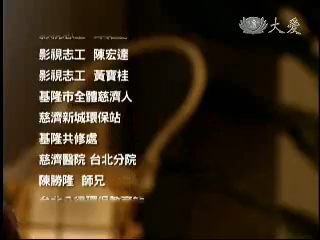 大愛
影視志工 陳宏達
影視志工 黃寶桂
基隆市全體慈濟人
慈濟新城環保站
基隆共修處
慈濟醫院 台北分院
陳勝隆 師兄